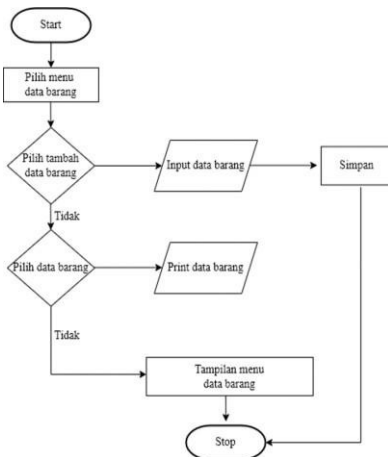 Start
Pilih menu
data barang
Pilih tambah
data barang
Input data barang
Simpan
Tidak
Pilih data barang
Print data barang
Tidak
Tampilan menu
data barang
Stop